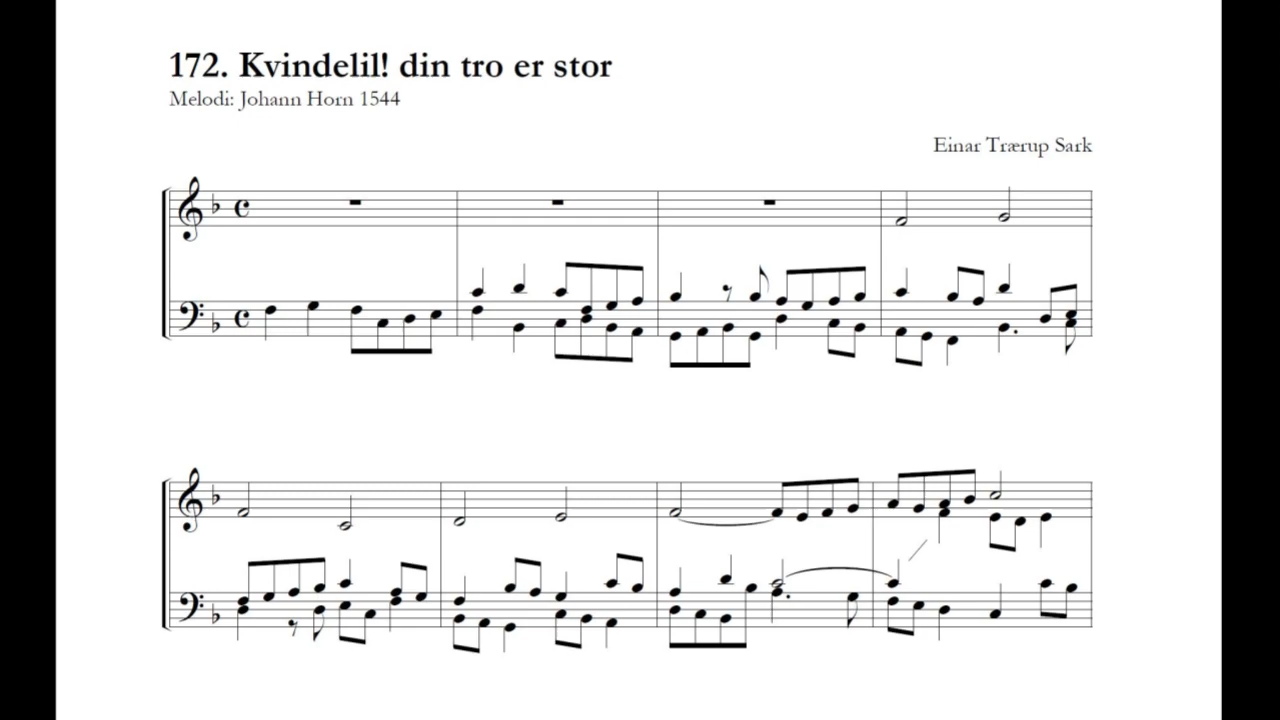 172. Kvindelil! din tro er stor
Melodi: Johann Horn 1544
Einar Trærup Sark